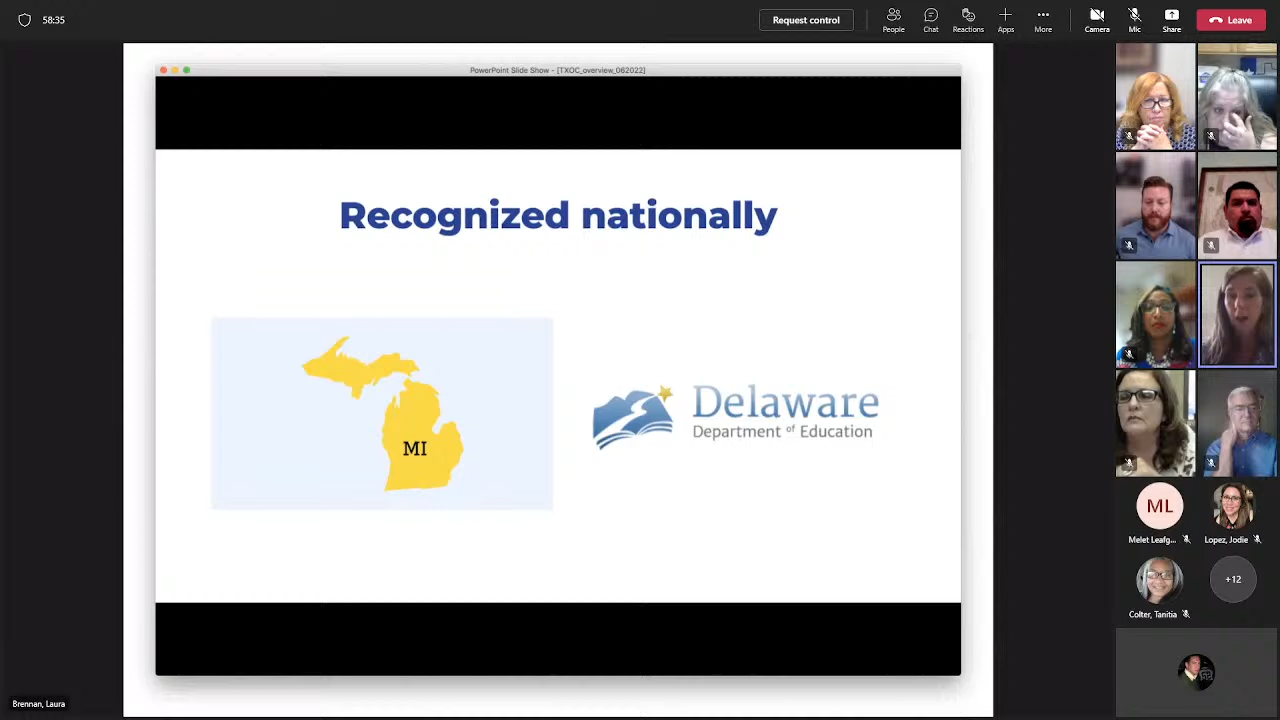 58:35
Request control
People
Chat
Reactions
Apps
More
Camera
Mic
Share
Leave
PowerPoint Slide Show - [TXOC_overview_062022]
Recognized nationally
MI
Delaware
Department of Education
ML
Melet Leafg...
Lopez, Jodie
Colter, Tanitia
+12
Brennan, Laura